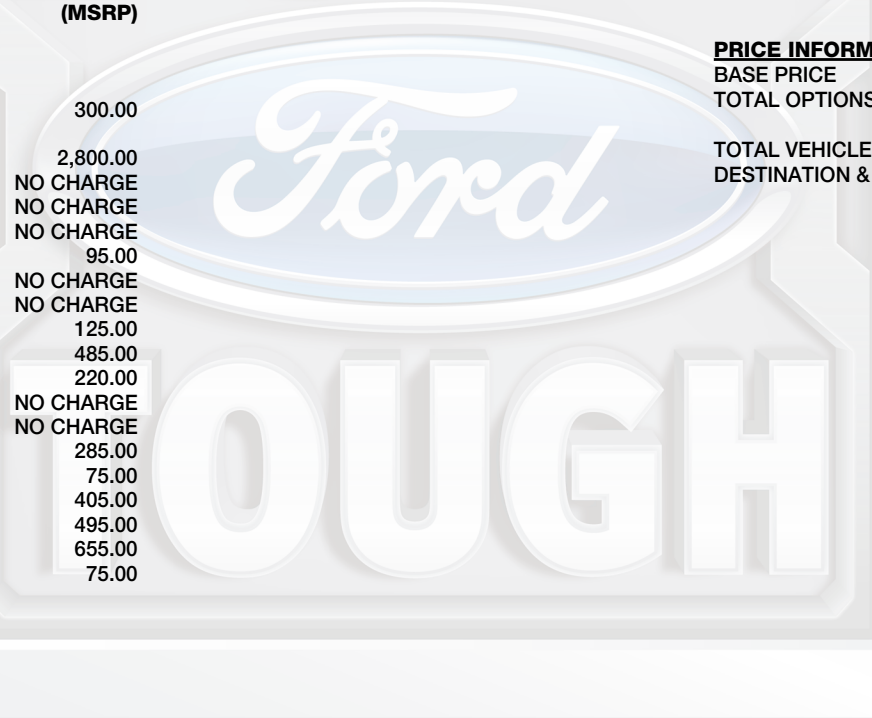 (MSRP)
300.00
2,800.00
NO CHARGE
NO CHARGE
NO CHARGE
95.00
NO CHARGE
NO CHARGE
125.00
485.00
220.00
NO CHARGE
NO CHARGE
285.00
75.00
405.00
495.00
655.00
75.00
PRICE INFORM
BASE PRICE
TOTAL OPTIONS
TOTAL VEHICLE
DESTINATION &
Ford
TOUGH